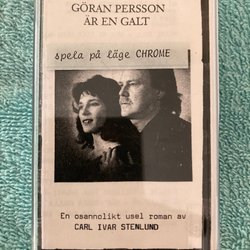 GÖRAN PERSSON
ÄR EN GALT
spela på läge CHROME
En osannolikt usel roman av
CARL IVAR STENLUND